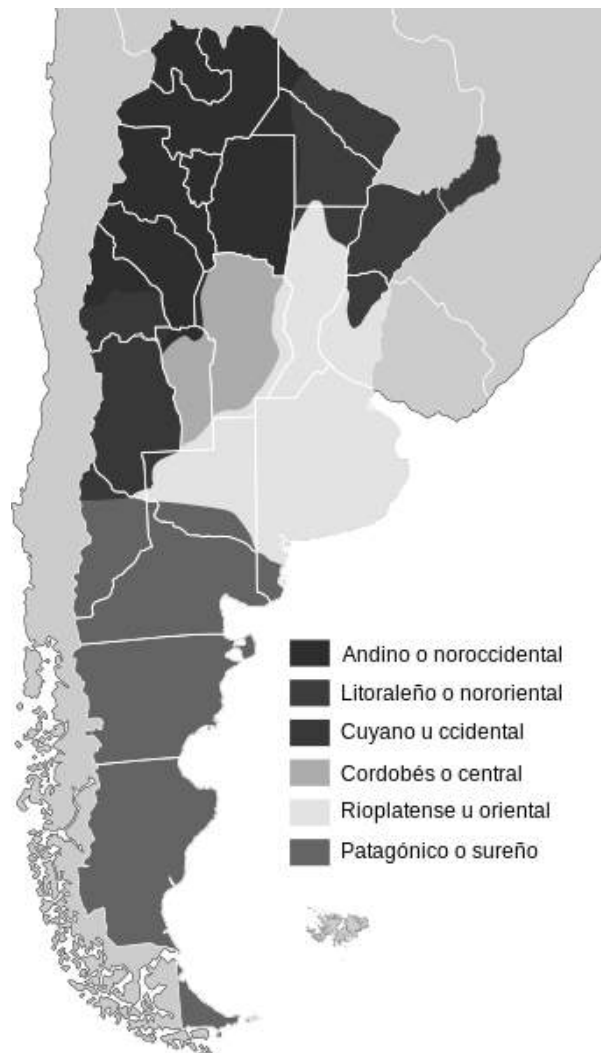 Andino o noroccidental
Litoraleño o nororiental
Cuyano u ccidental
Cordobés o central
Rioplatense u oriental
Patagónico o sureño